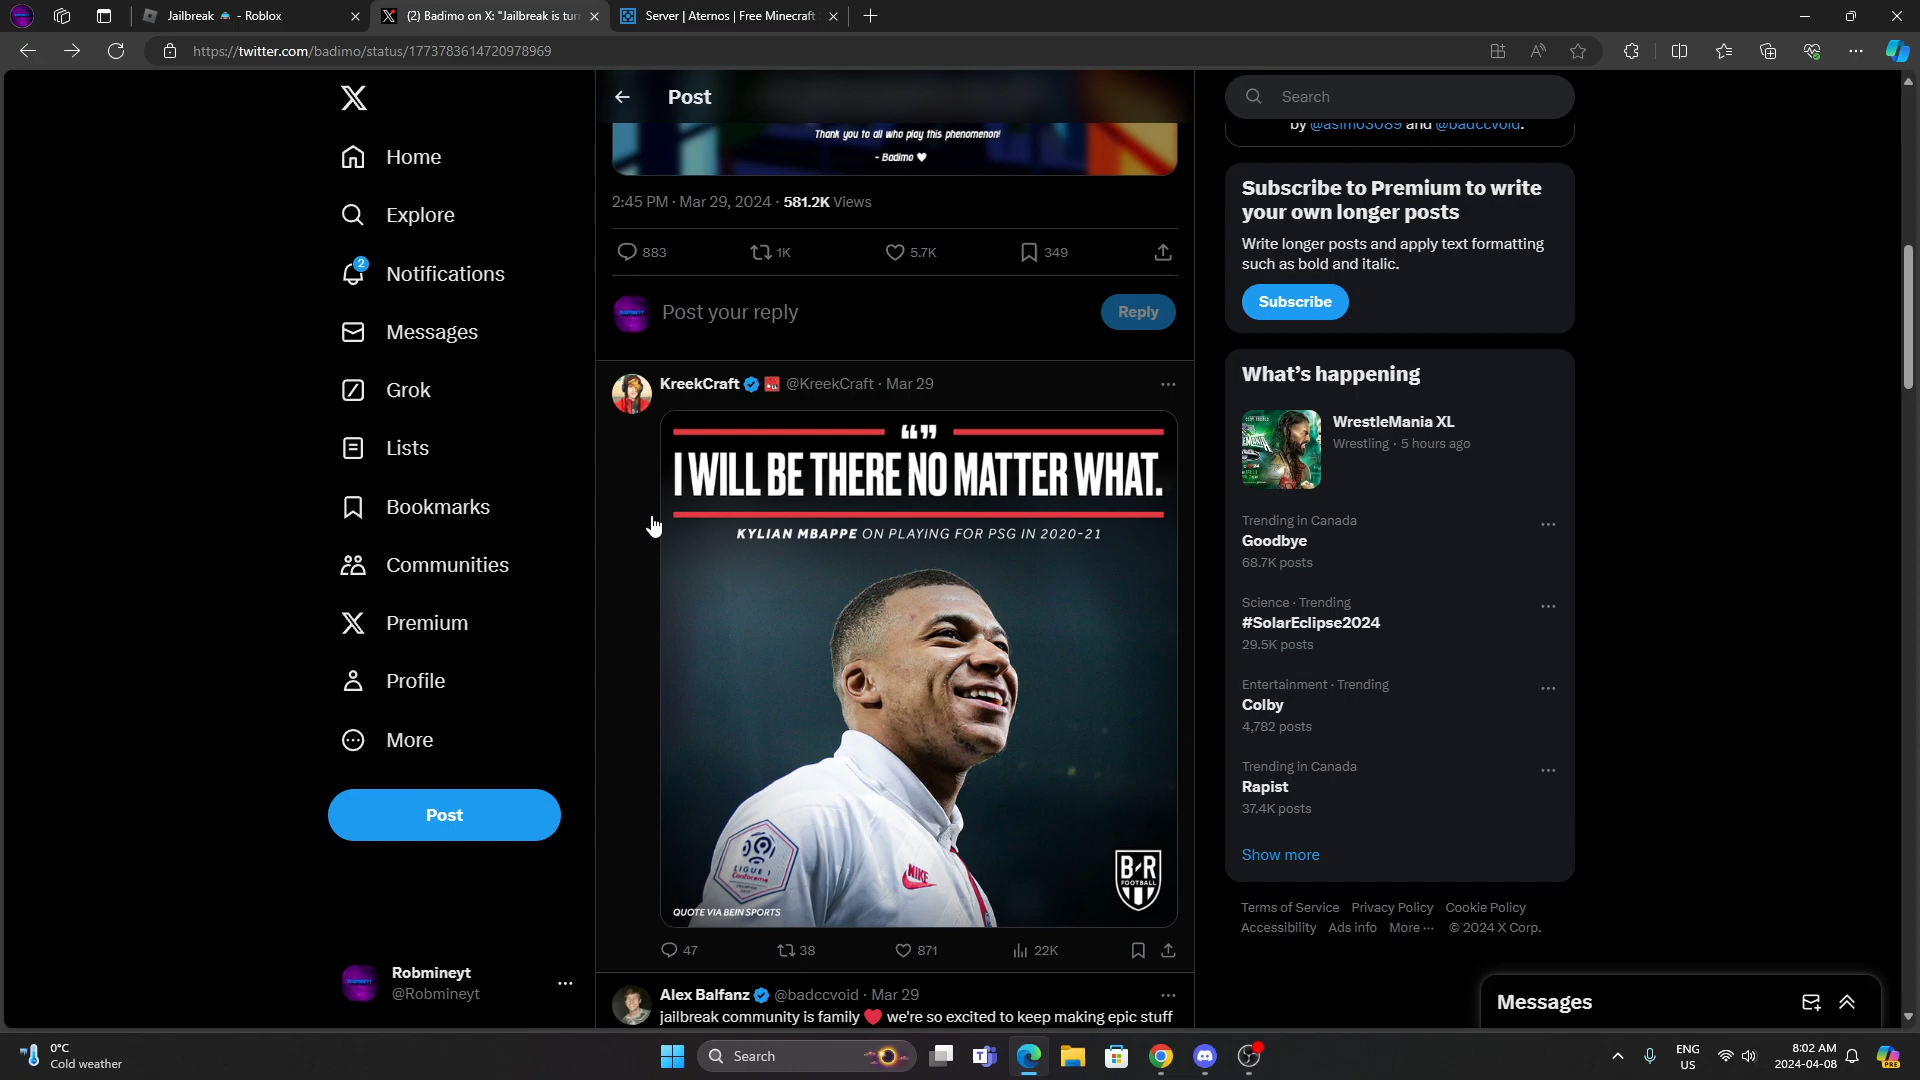 Jailbreak - Roblox
(2) Badimo on X: "Jailbreak is tur
Server | Aternos | Free Minecraft
https://twitter.com/badimo/status/1773783614720978969
Home
Explore
2
Notifications
Messages
Grok
Lists
Bookmarks
Communities
Premium
Profile
More
Post
Robmineyt
@Robmineyt
Post
Thank you to all who play this phenomenon!
- Badimo
2:45 PM · Mar 29, 2024 · 581.2K Views
883 1K 5.7K 349
Post your reply
Reply
KreekCraft @KreekCraft · Mar 29
“”
I WILL BE THERE NO MATTER WHAT.
KYLIAN MBAPPE ON PLAYING FOR PSG IN 2020-21
LIGUE 1
Conforama
NIKE
B-R
FOOTBALL
QUOTE VIA BEIN SPORTS
47 38 871 22K
Alex Balfanz @badccvoid · Mar 29
jailbreak community is family ❤️ we're so excited to keep making epic stuff
Search
by @asimo3089 and @badccvoid.
Subscribe to Premium to write
your own longer posts
Write longer posts and apply text formatting
such as bold and italic.
Subscribe
What’s happening
WrestleMania XL
Wrestling · 5 hours ago
Trending in Canada
Goodbye
68.7K posts
Science · Trending
#SolarEclipse2024
29.5K posts
Entertainment · Trending
Colby
4,782 posts
Trending in Canada
Rapist
37.4K posts
Show more
Terms of Service Privacy Policy Cookie Policy
Accessibility Ads info More ··· © 2024 X Corp.
Messages
0°C
Cold weather
Search
ENG
US
8:02 AM
2024-04-08
PRE